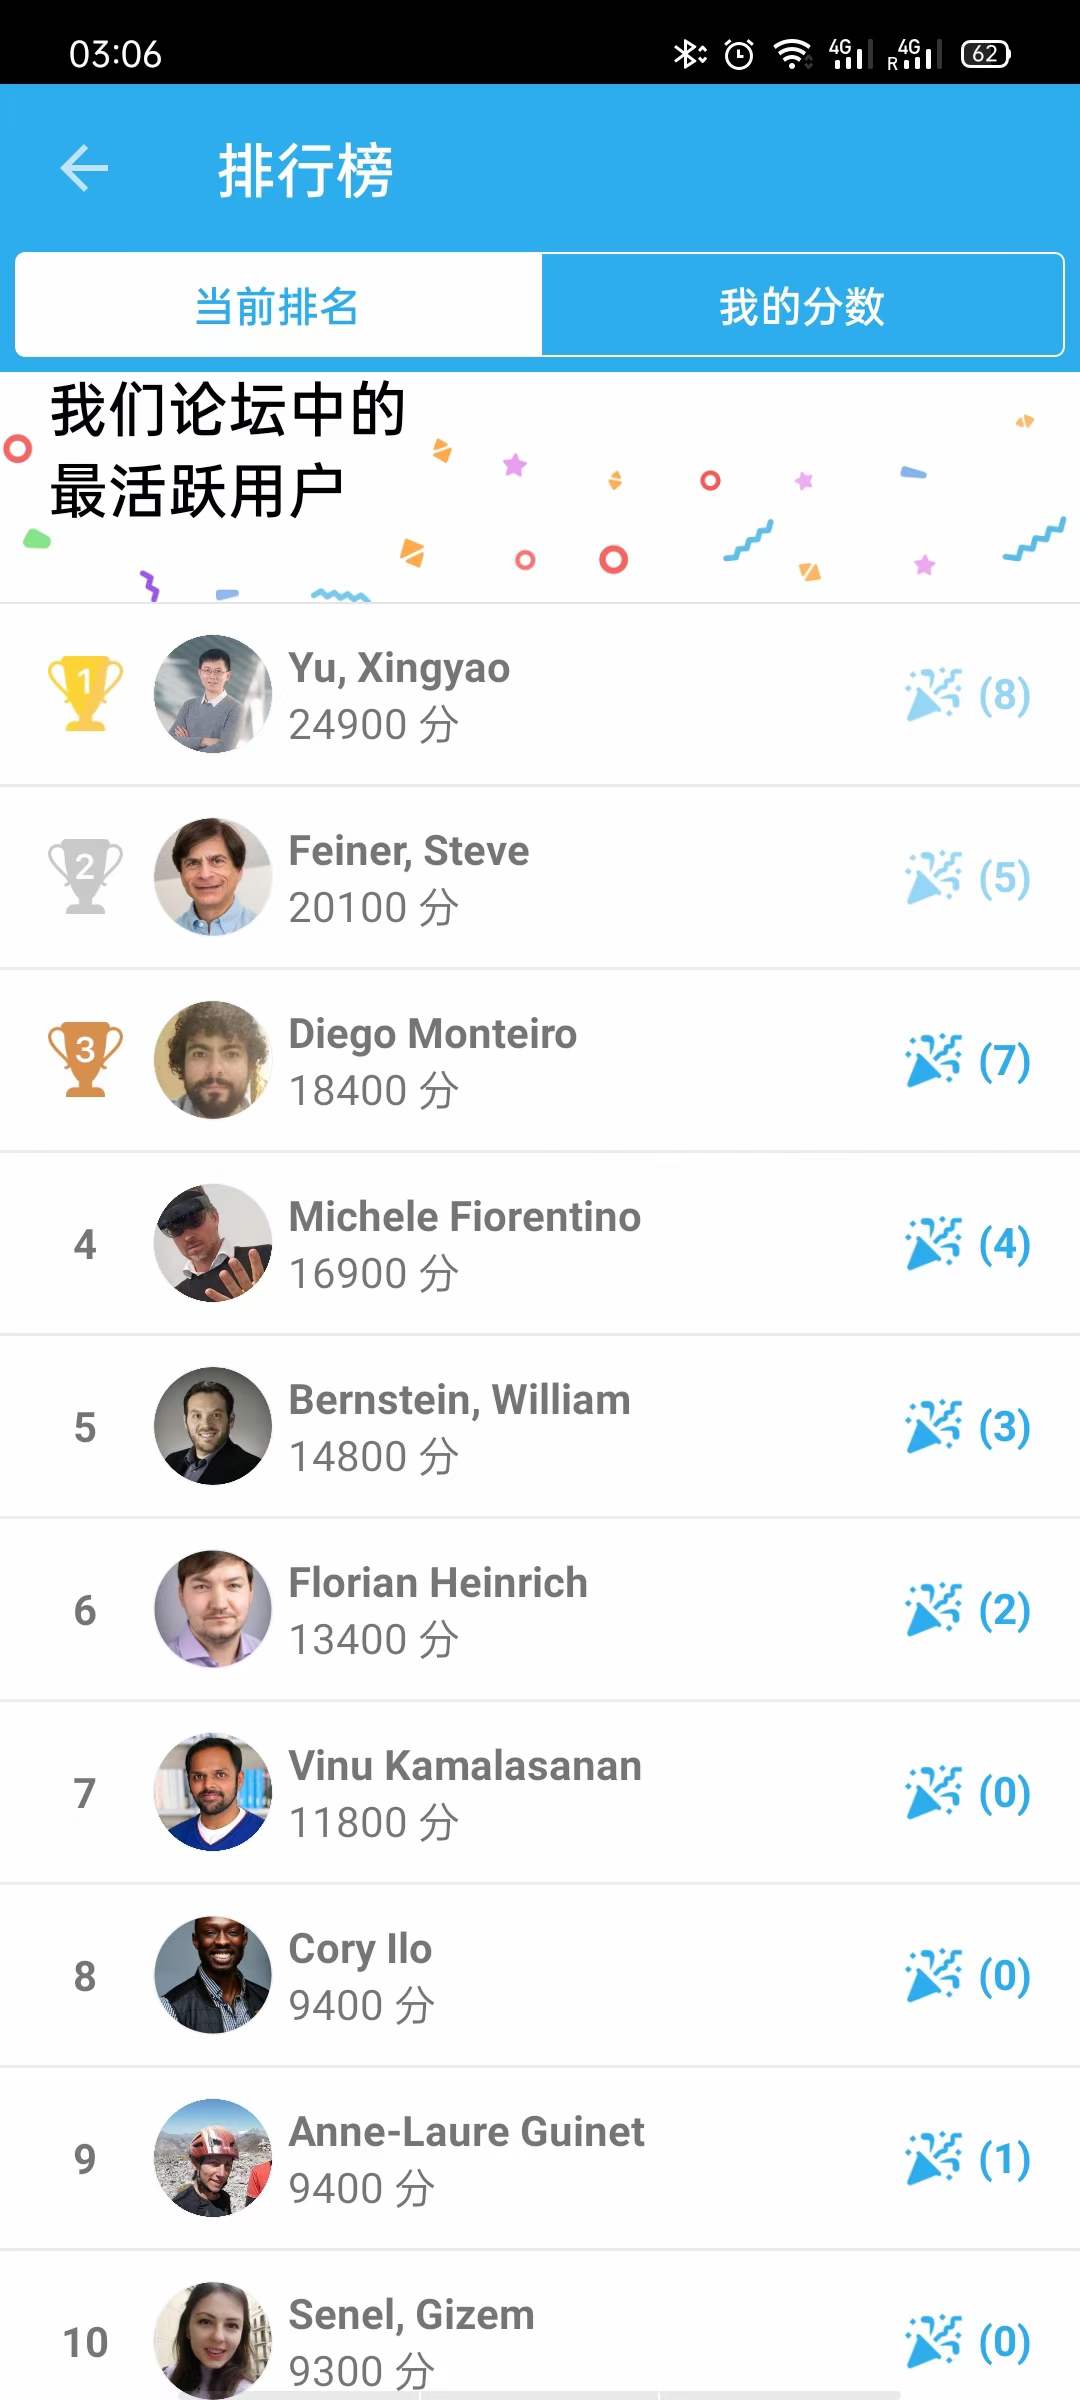 03:06
4G
R 4G
62
排行榜
当前排名
我的分数
我们论坛中的
最活跃用户
1
Yu, Xingyao
24900 分
(8)
2
Feiner, Steve
20100 分
(5)
3
Diego Monteiro
18400 分
(7)
4
Michele Fiorentino
16900 分
(4)
5
Bernstein, William
14800 分
(3)
6
Florian Heinrich
13400 分
(2)
7
Vinu Kamalasanan
11800 分
(0)
8
Cory Ilo
9400 分
(0)
9
Anne-Laure Guinet
9400 分
(1)
10
Senel, Gizem
9300 分
(0)